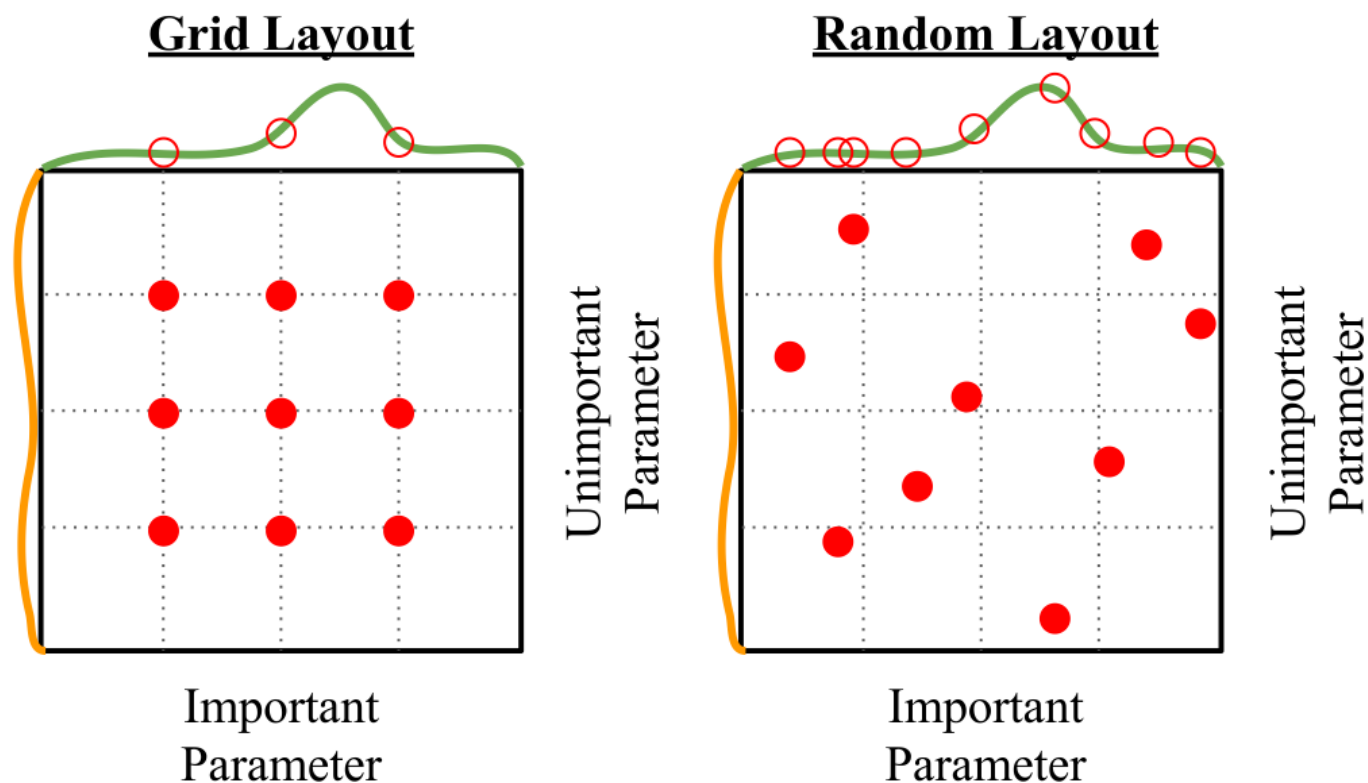 Grid Layout
Unimportant
Parameter
Important
Parameter
Random Layout
Unimportant
Parameter
Important
Parameter